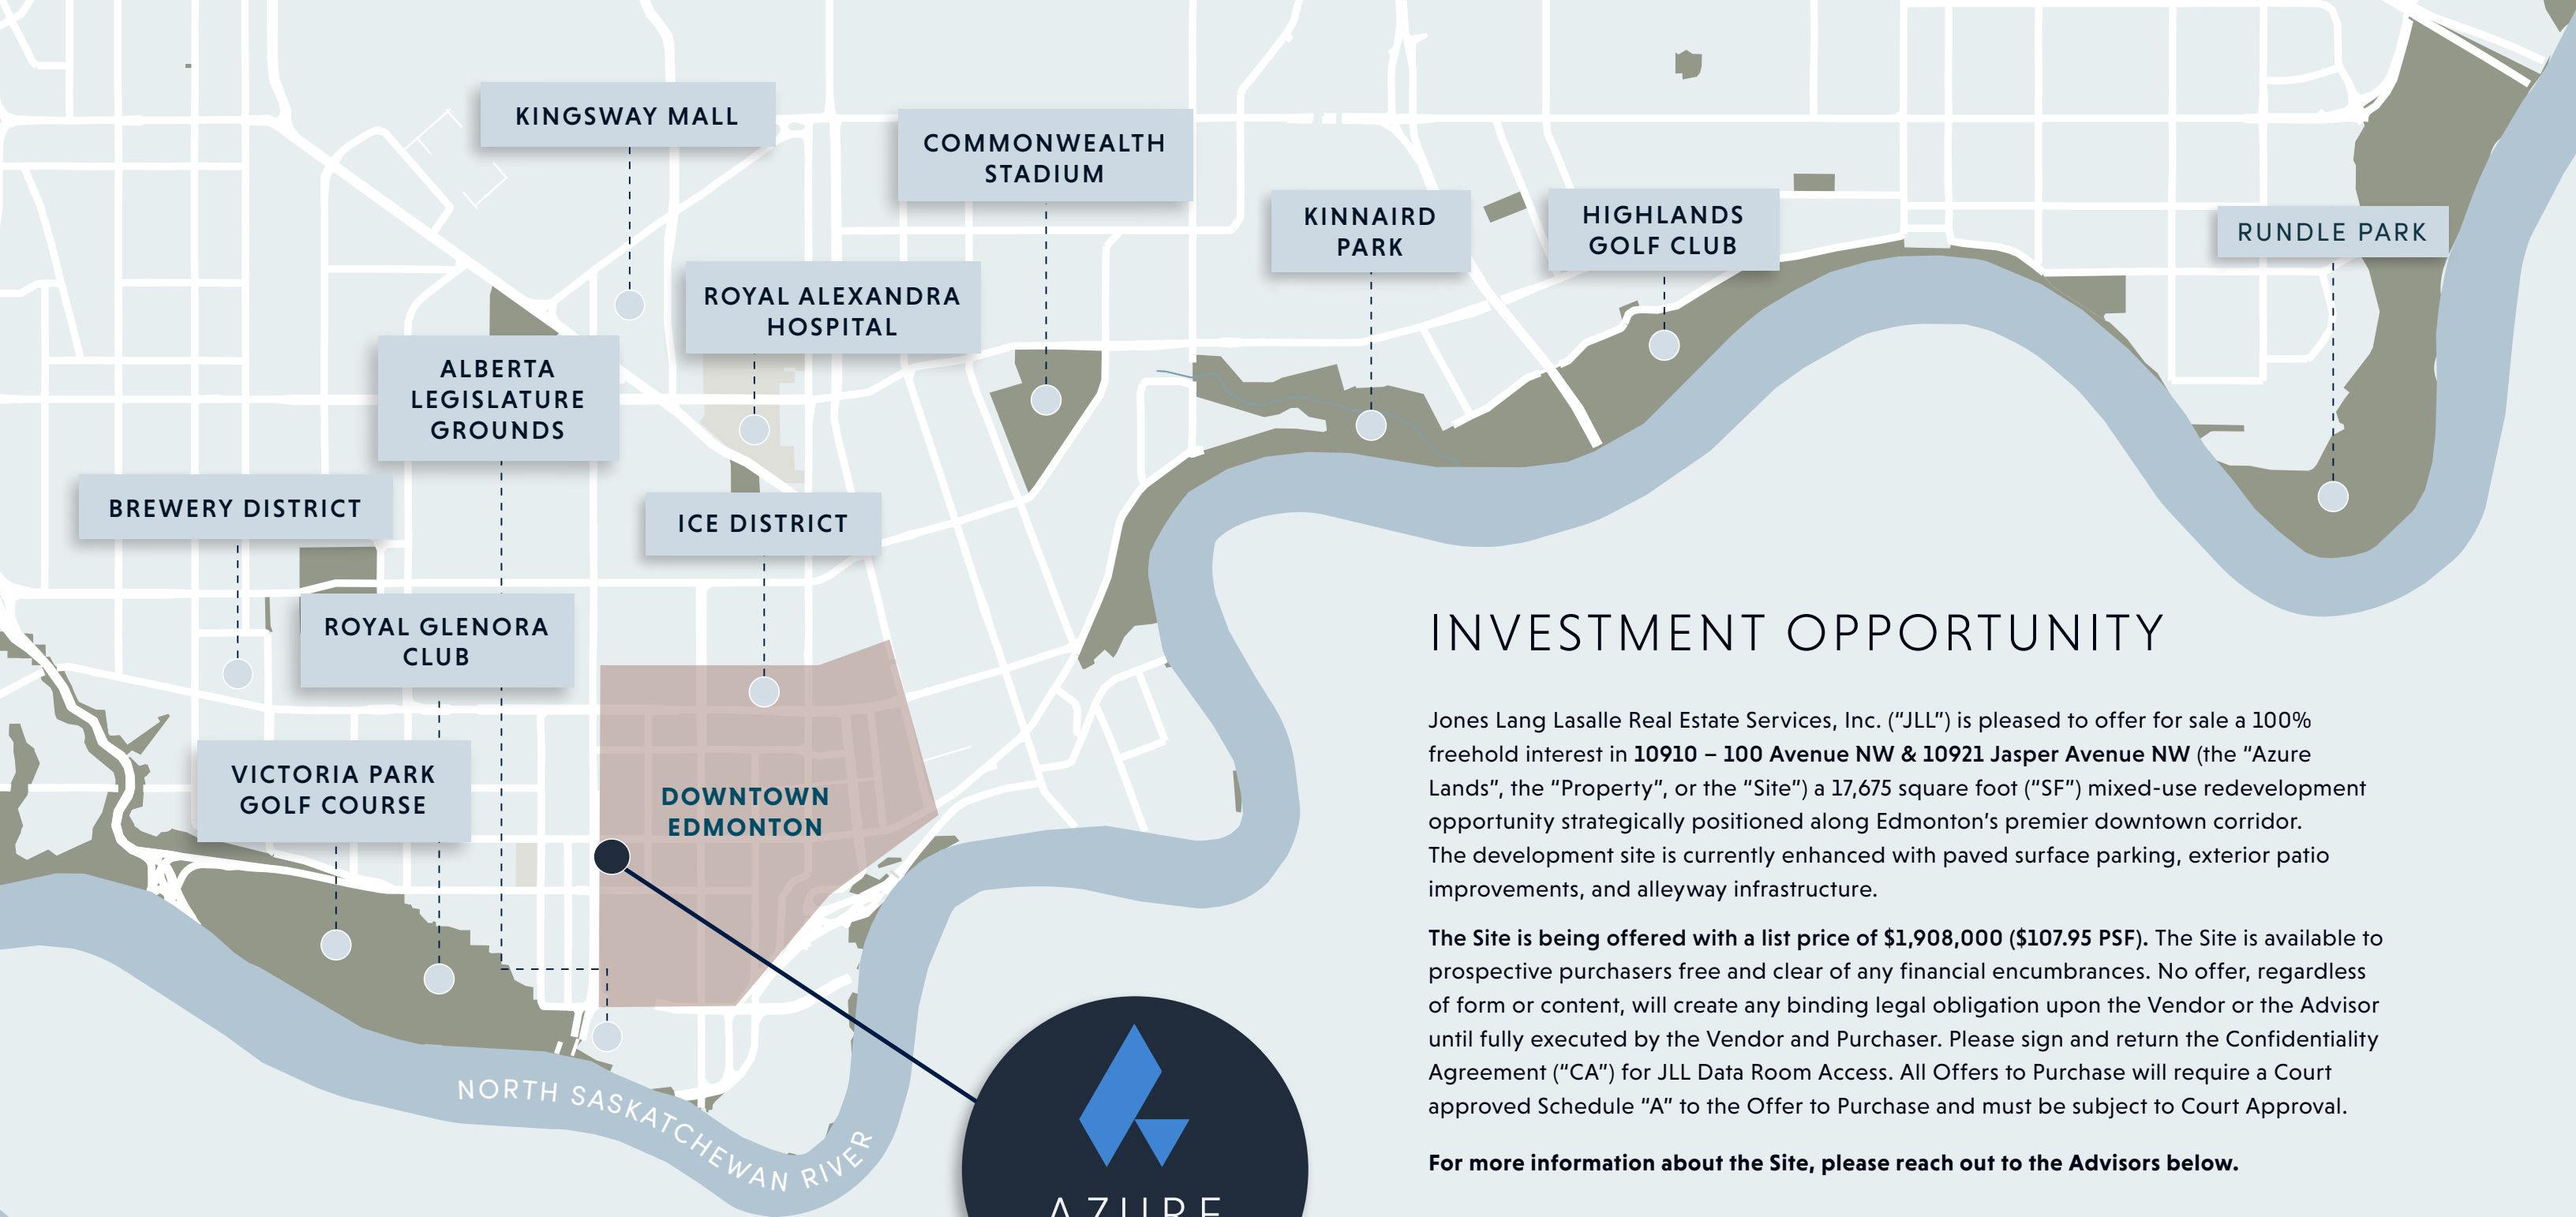 KINGSWAY MALL
COMMONWEALTH
STADIUM
KINNAIRD
PARK
HIGHLANDS
GOLF CLUB
RUNDLE PARK
ROYAL ALEXANDRA
HOSPITAL
ALBERTA
LEGISLATURE
GROUNDS
BREWERY DISTRICT
ICE DISTRICT
ROYAL GLENORA
CLUB
VICTORIA PARK
GOLF COURSE
DOWNTOWN
EDMONTON
NORTH SASKATCHEWAN RIVER
AZURE
INVESTMENT OPPORTUNITY
Jones Lang Lasalle Real Estate Services, Inc. (“JLL”) is pleased to offer for sale a 100%
freehold interest in 10910 – 100 Avenue NW & 10921 Jasper Avenue NW (the “Azure
Lands”, the “Property”, or the “Site”) a 17,675 square foot (“SF”) mixed-use redevelopment
opportunity strategically positioned along Edmonton’s premier downtown corridor.
The development site is currently enhanced with paved surface parking, exterior patio
improvements, and alleyway infrastructure.
The Site is being offered with a list price of $1,908,000 ($107.95 PSF). The Site is available to
prospective purchasers free and clear of any financial encumbrances. No offer, regardless
of form or content, will create any binding legal obligation upon the Vendor or the Advisor
until fully executed by the Vendor and Purchaser. Please sign and return the Confidentiality
Agreement (“CA”) for JLL Data Room Access. All Offers to Purchase will require a Court
approved Schedule “A” to the Offer to Purchase and must be subject to Court Approval.
For more information about the Site, please reach out to the Advisors below.